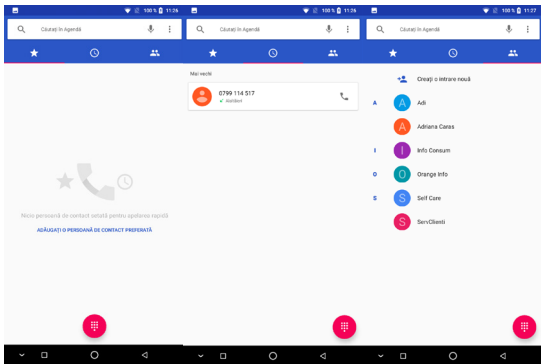 100 % 11:26
Căutați în Agendă
Nicio persoană de contact setată pentru apelarea rapidă
ADĂUGAȚI O PERSOANĂ DE CONTACT PREFERATĂ
100 % 11:26
Căutați în Agendă
Mai vechi
0799 114 517
100 % 11:27
Căutați în Agendă
Creați o intrare nouă
A A Adi
A Adriana Caras
I I Info Consum
O O Orange Info
S S Self Care
S ServClienti